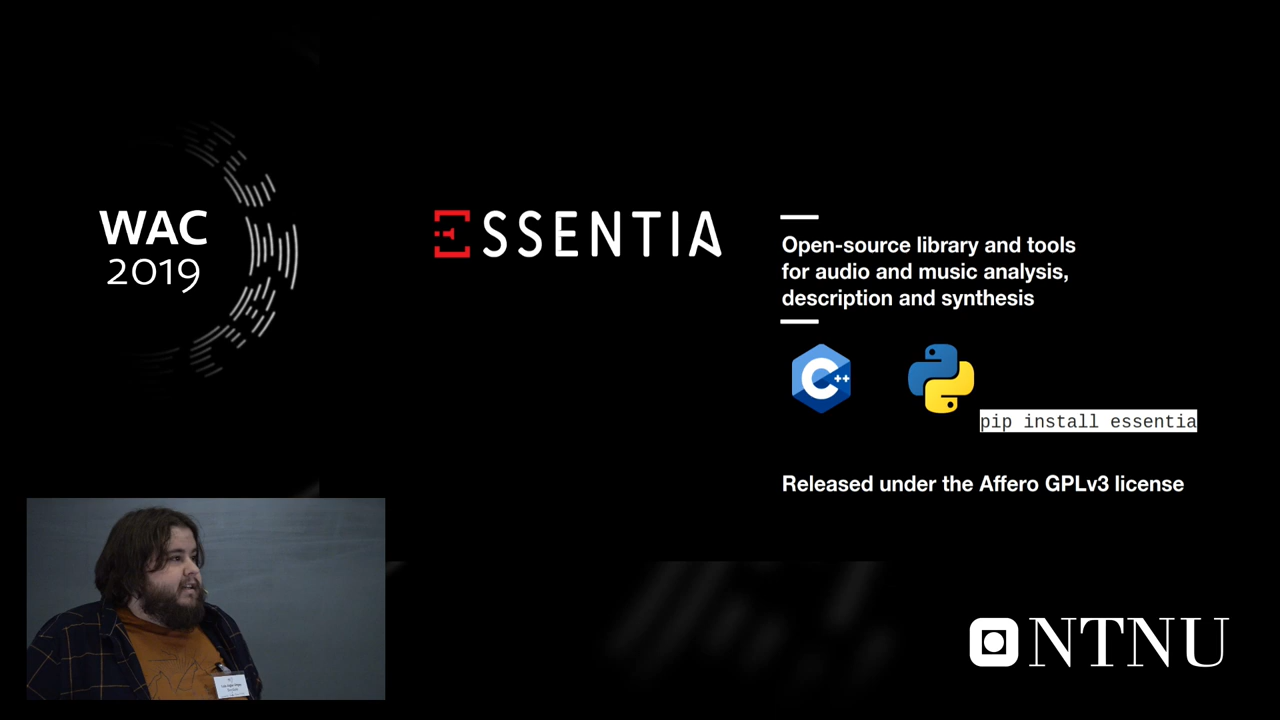 WAC
2019
ESSENTIA
Open-source library and tools
for audio and music analysis,
description and synthesis
C++
pip install essentia
Released under the Affero GPLv3 license
NTNU